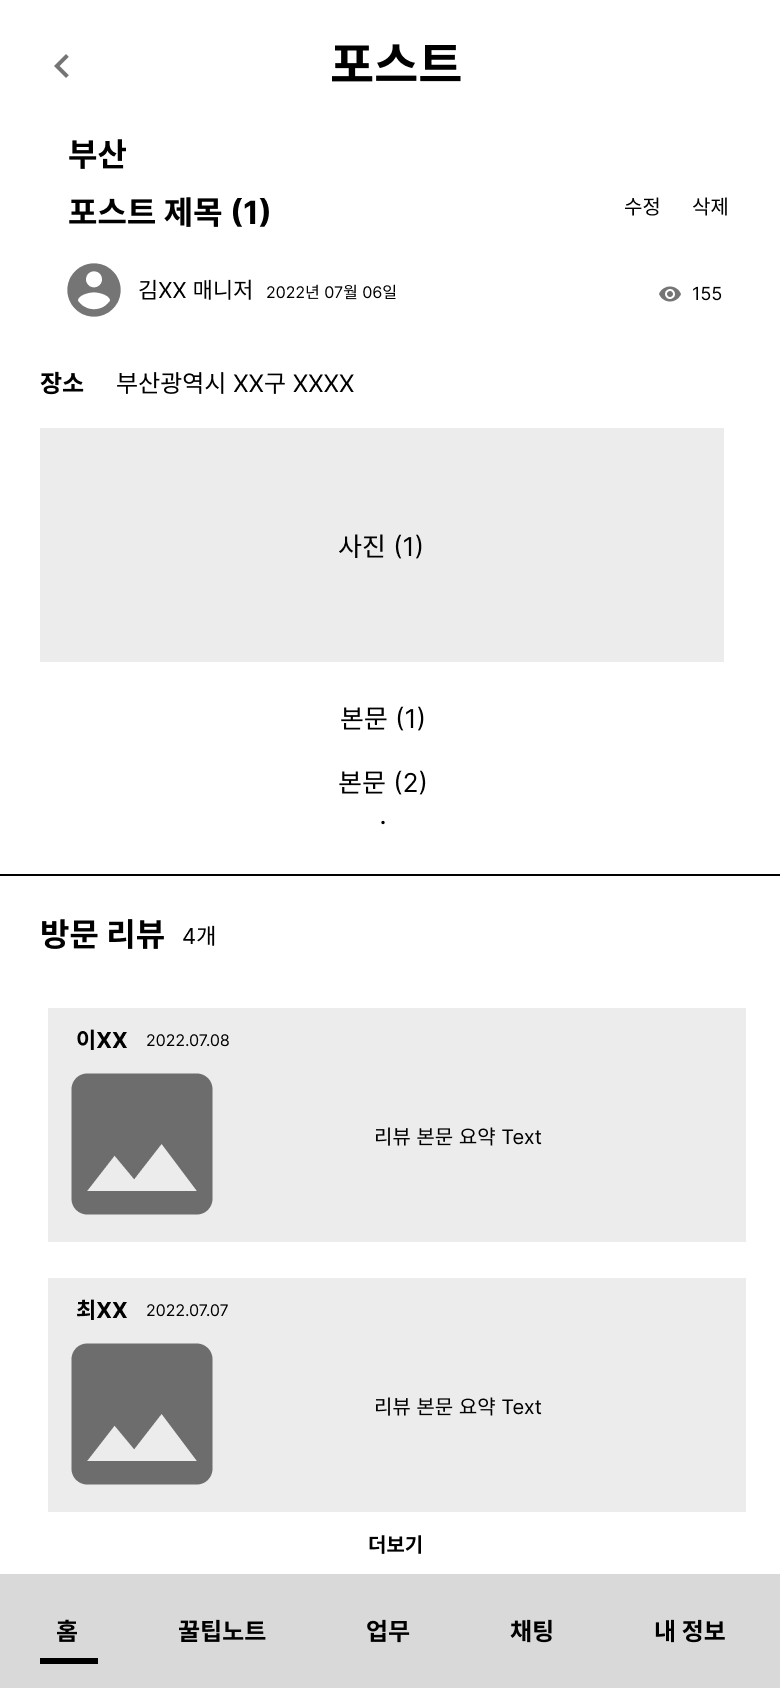 포스트
부산
포스트 제목 (1)
수정 삭제
김XX 매니저 2022년 07월 06일
155
장소 부산광역시 XX구 XXXX
사진 (1)
본문 (1)
본문 (2)
.
방문 리뷰 4개
이XX 2022.07.08
리뷰 본문 요약 Text
최XX 2022.07.07
리뷰 본문 요약 Text
더보기
홈 꿀팁노트 업무 채팅 내 정보